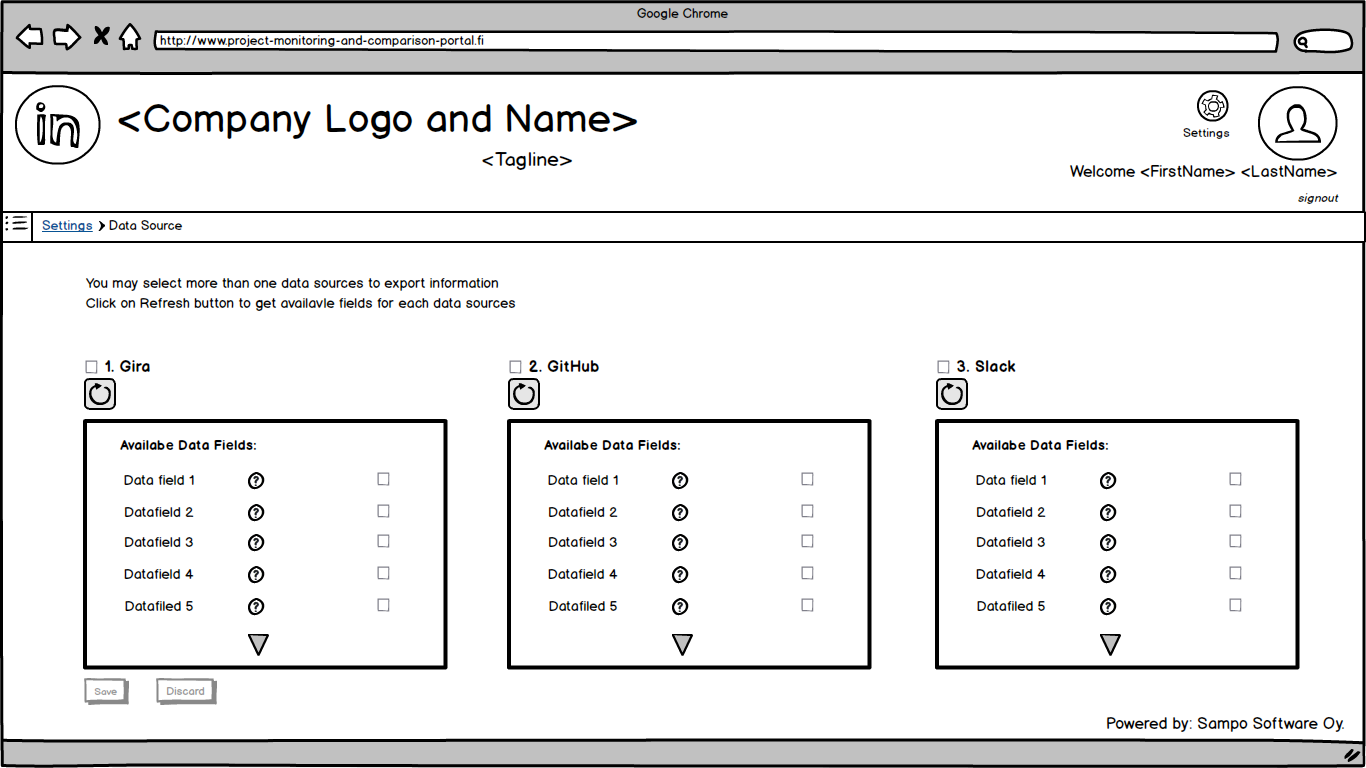 Google Chrome
http://www.project-monitoring-and-comparison-portal.fi
in
<Company Logo and Name>
<Tagline>
Settings
Welcome <FirstName> <LastName>
signout
Settings > Data Source
You may select more than one data sources to export information
Click on Refresh button to get availavle fields for each data sources
1. Gira
2. GitHub
3. Slack
Availabe Data Fields:
Data field 1 ?
Datafield 2 ?
Datafield 3 ?
Datafield 4 ?
Datafiled 5 ?
Availabe Data Fields:
Data field 1 ?
Datafield 2 ?
Datafield 3 ?
Datafield 4 ?
Datafiled 5 ?
Availabe Data Fields:
Data field 1 ?
Datafield 2 ?
Datafield 3 ?
Datafield 4 ?
Datafiled 5 ?
Save Discard
Powered by: Sampo Software Oy.